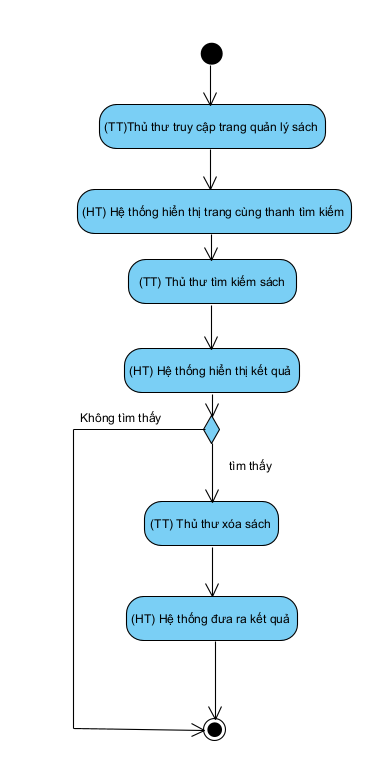 (TT)Thủ thư truy cập trang quản lý sách
(HT) Hệ thống hiển thị trang cùng thanh tìm kiếm
(TT) Thủ thư tìm kiếm sách
(HT) Hệ thống hiển thị kết quả
Không tìm thấy
tìm thấy
(TT) Thủ thư xóa sách
(HT) Hệ thống đưa ra kết quả